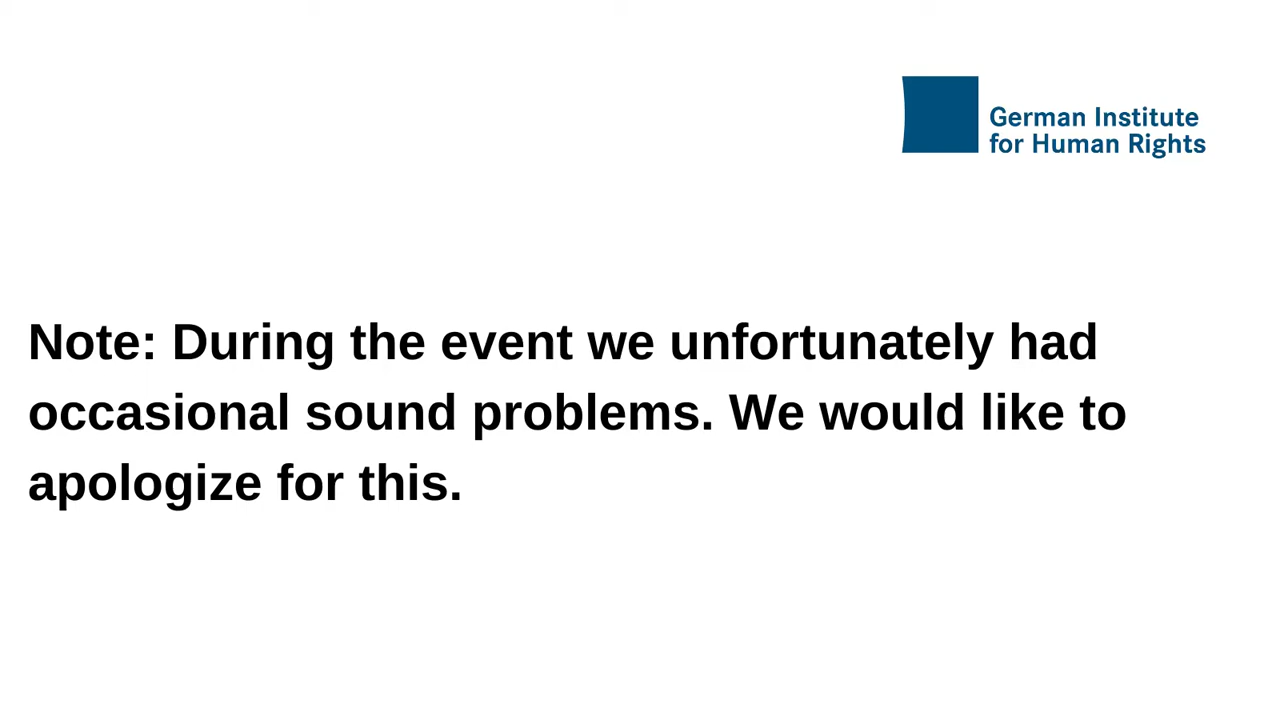 German Institute
for Human Rights
Note: During the event we unfortunately had
occasional sound problems. We would like to
apologize for this.